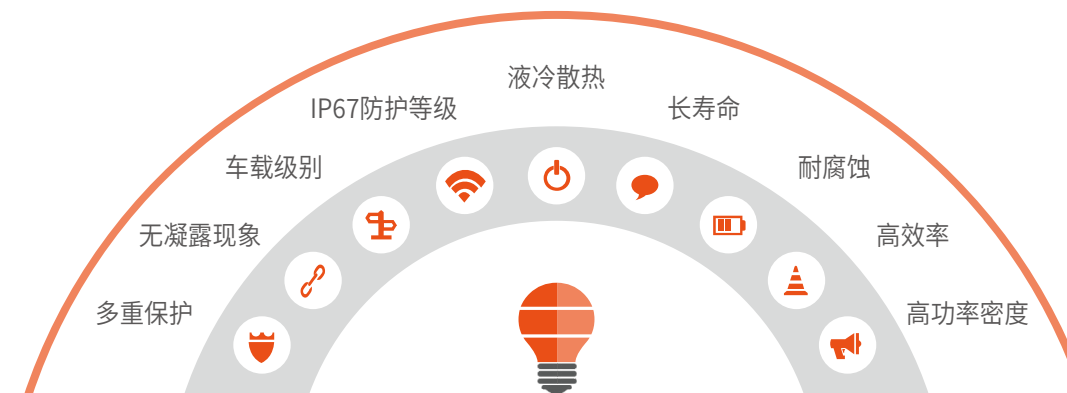 液冷散热
IP67防护等级
长寿命
车载级别
耐腐蚀
无凝露现象
高效率
多重保护
高功率密度